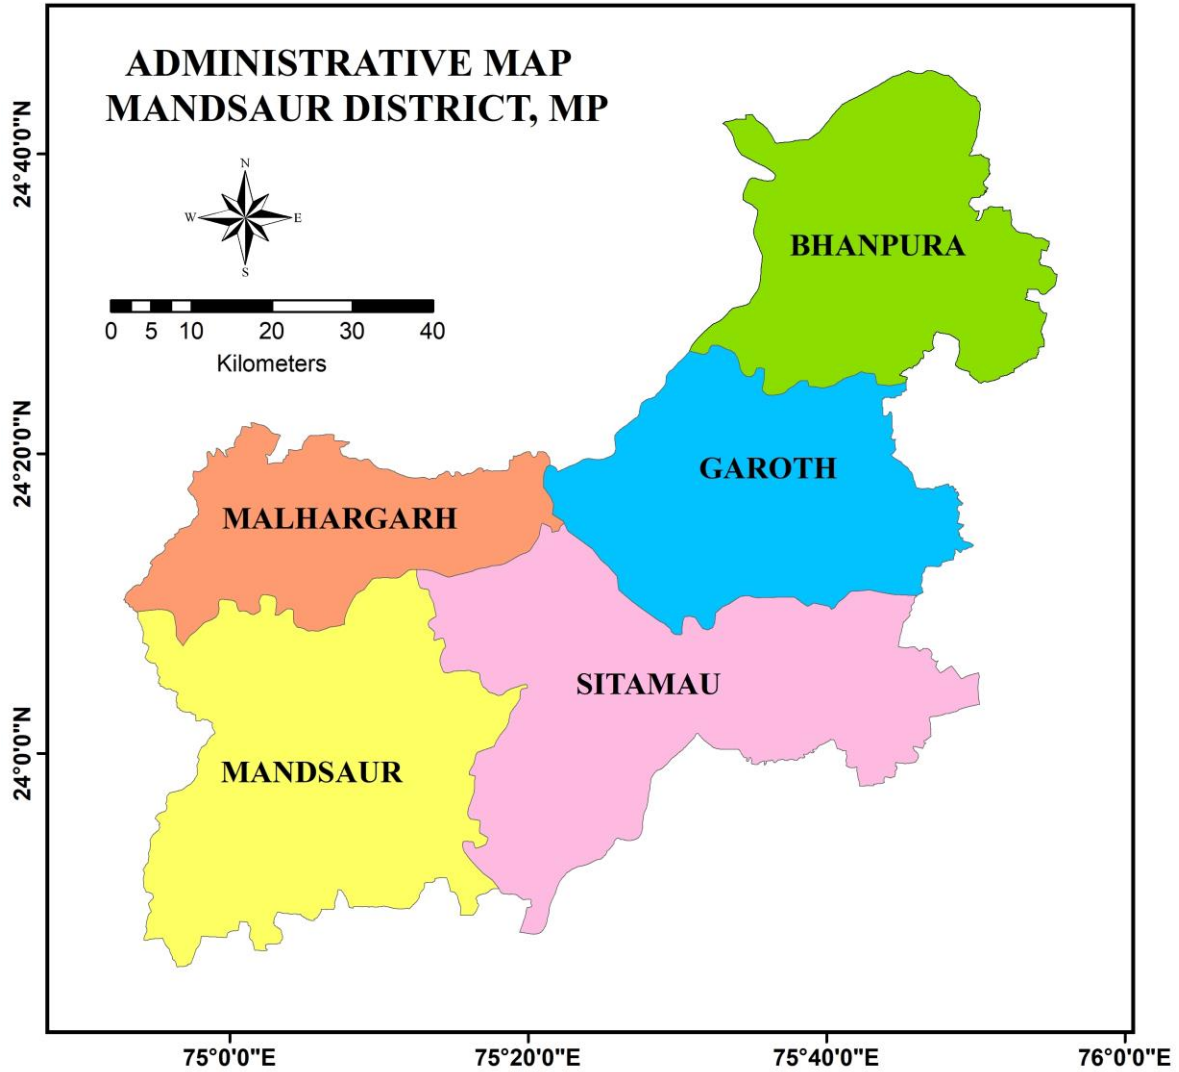 ADMINISTRATIVE MAP
MANDSAUR DISTRICT, MP
N
W E
S
0 5 10 20 30 40
Kilometers
24°40'0"N
24°20'0"N
24°0'0"N
BHANPURA
GAROTH
MALHARGARH
SITAMAU
MANDSAUR
75°0'0"E 75°20'0"E 75°40'0"E 76°0'0"E